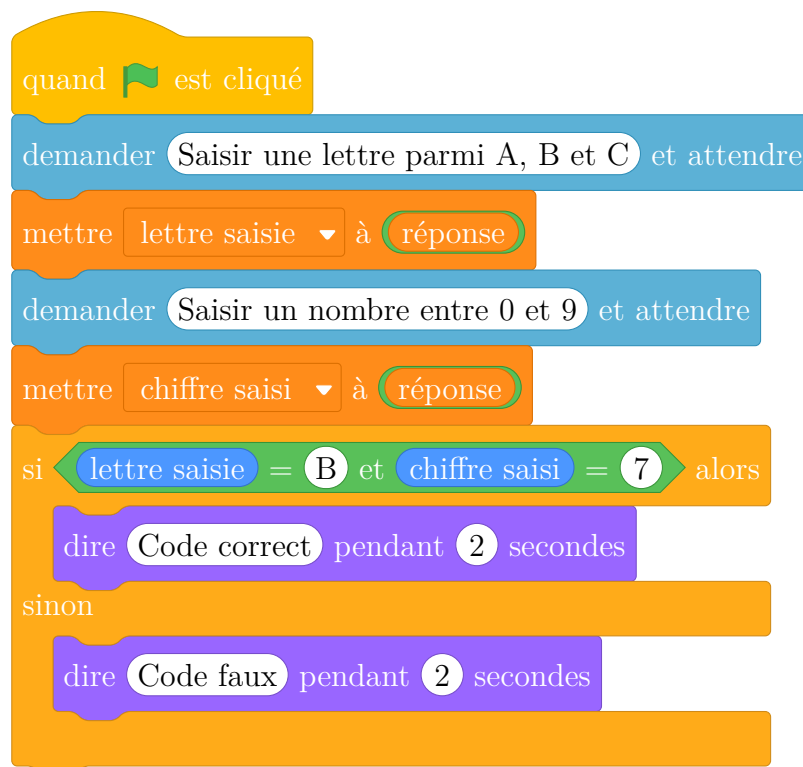 quand est cliqué
demander Saisir une lettre parmi A, B et C et attendre
mettre lettre saisie à réponse
demander Saisir un nombre entre 0 et 9 et attendre
mettre chiffre saisi à réponse
si lettre saisie = B et chiffre saisi = 7 alors
dire Code correct pendant 2 secondes
sinon
dire Code faux pendant 2 secondes